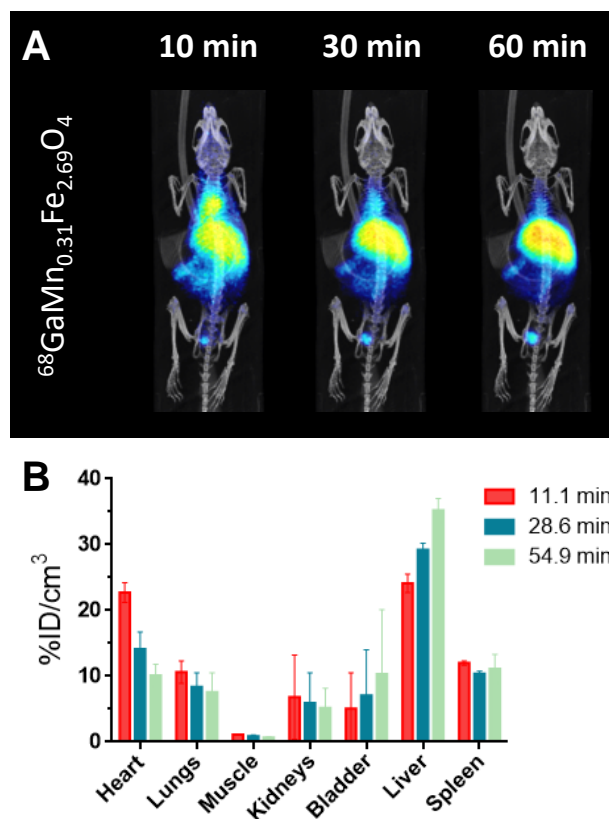 A
10 min
30 min
60 min
⁶⁸GaMn₀.₃₁Fe₂.₆₉O₄
B
%ID/cm³
40
30
20
10
0
11.1 min
28.6 min
54.9 min
Heart
Lungs
Muscle
Kidneys
Bladder
Liver
Spleen